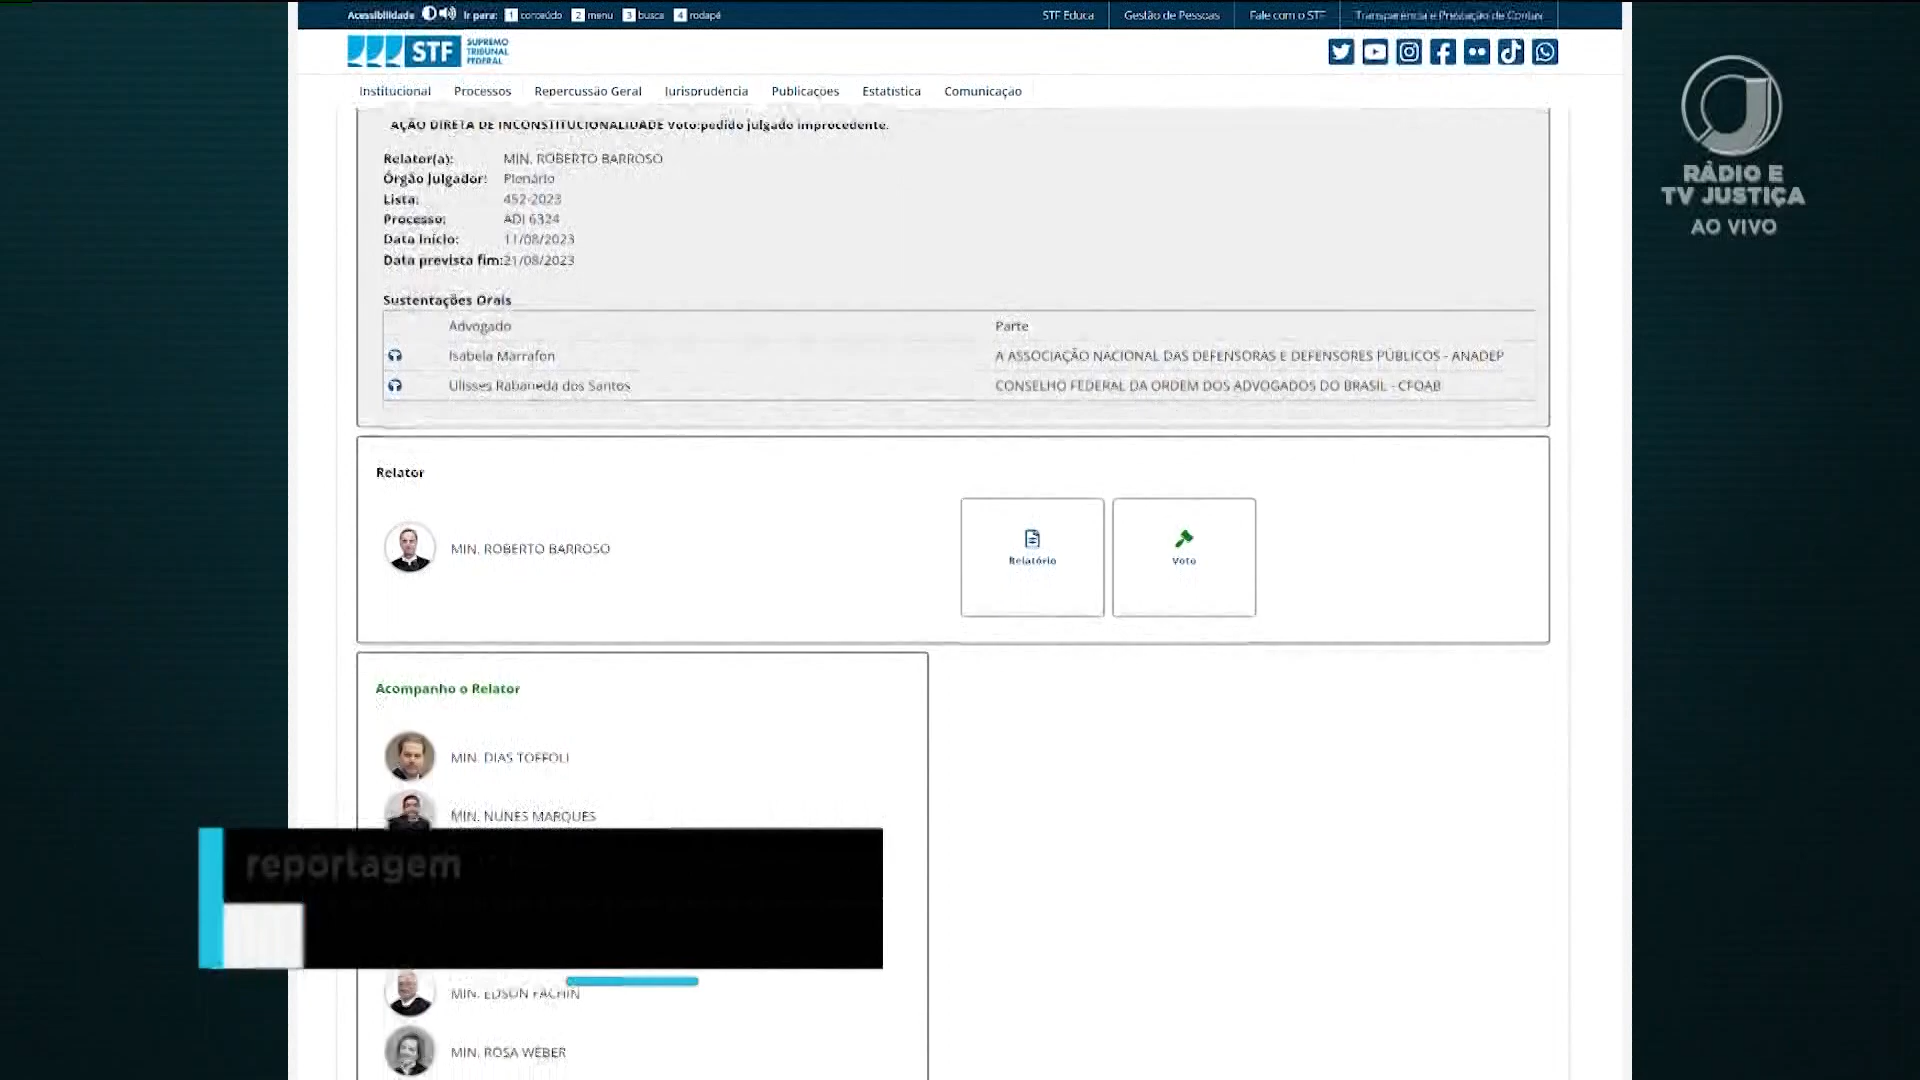 Acessibilidade Ir para: 1 conteúdo 2 menu 3 busca 4 rodapé STF Educa Gestão de Pessoas Fale com o STF Transparência e Prestação de Contas
STF SUPREMO TRIBUNAL FEDERAL
Institucional Processos Repercussão Geral Jurisprudência Publicações Estatística Comunicação
AÇÃO DIRETA DE INCONSTITUCIONALIDADE Voto:pedido julgado improcedente.
Relator(a): MIN. ROBERTO BARROSO
Órgão Julgador: Plenário
Lista: 452-2023
Processo: ADI 6324
Data Início: 11/08/2023
Data prevista fim:21/08/2023
Sustentações Orais
Advogado Parte
Isabela Marrafon A ASSOCIAÇÃO NACIONAL DAS DEFENSORAS E DEFENSORES PÚBLICOS - ANADEP
Ulisses Rabaneda dos Santos CONSELHO FEDERAL DA ORDEM DOS ADVOGADOS DO BRASIL - CFOAB
Relator
MIN. ROBERTO BARROSO
Relatório
Voto
Acompanho o Relator
MIN. DIAS TOFFOLI
MIN. NUNES MARQUES
reportagem
MIN. EDSON FACHIN
MIN. ROSA WEBER
RÁDIO E
TV JUSTIÇA
AO VIVO